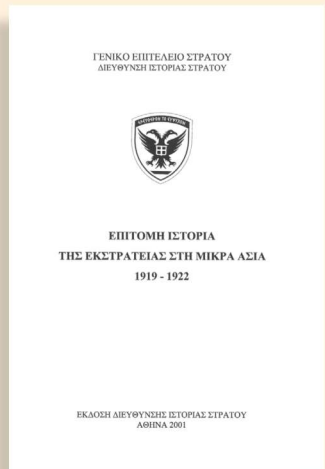 ΓΕΝΙΚΟ ΕΠΙΤΕΛΕΙΟ ΣΤΡΑΤΟΥ
ΔΙΕΥΘΥΝΣΗ ΙΣΤΟΡΙΑΣ ΣΤΡΑΤΟΥ
ΕΠΙΤΟΜΗ ΙΣΤΟΡΙΑ
ΤΗΣ ΕΚΣΤΡΑΤΕΙΑΣ ΣΤΗ ΜΙΚΡΑ ΑΣΙΑ
1919 - 1922
ΕΚΔΟΣΗ ΔΙΕΥΘΥΝΣΗΣ ΙΣΤΟΡΙΑΣ ΣΤΡΑΤΟΥ
ΑΘΗΝΑ 2001